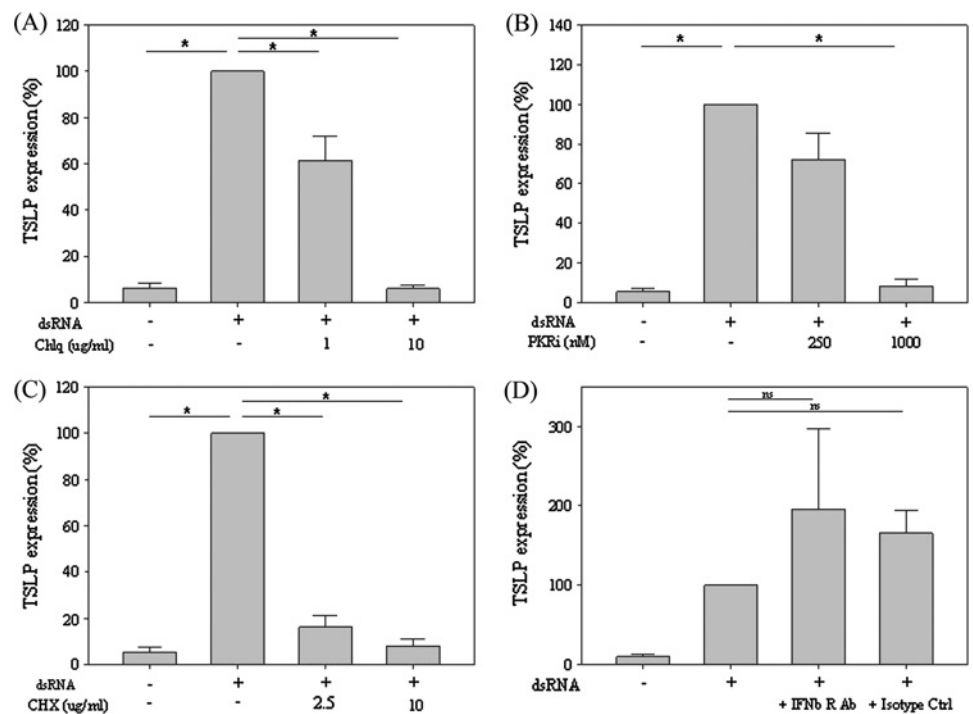 (A)
120
100
80
60
40
20
0
TSLP expression(%)
* * *
dsRNA - + + +
Chlq (ug/ml) - - 1 10
(B)
140
120
100
80
60
40
20
0
TSLP expression(%)
* *
dsRNA - + + +
PKRi (nM) - - 250 1000
(C)
120
100
80
60
40
20
0
TSLP expression(%)
* * *
dsRNA - + + +
CHX (ug/ml) - - 2.5 10
(D)
300
200
100
0
TSLP expression(%)
ns
ns
dsRNA - + + +
+ IFNb R Ab + Isotype Ctrl